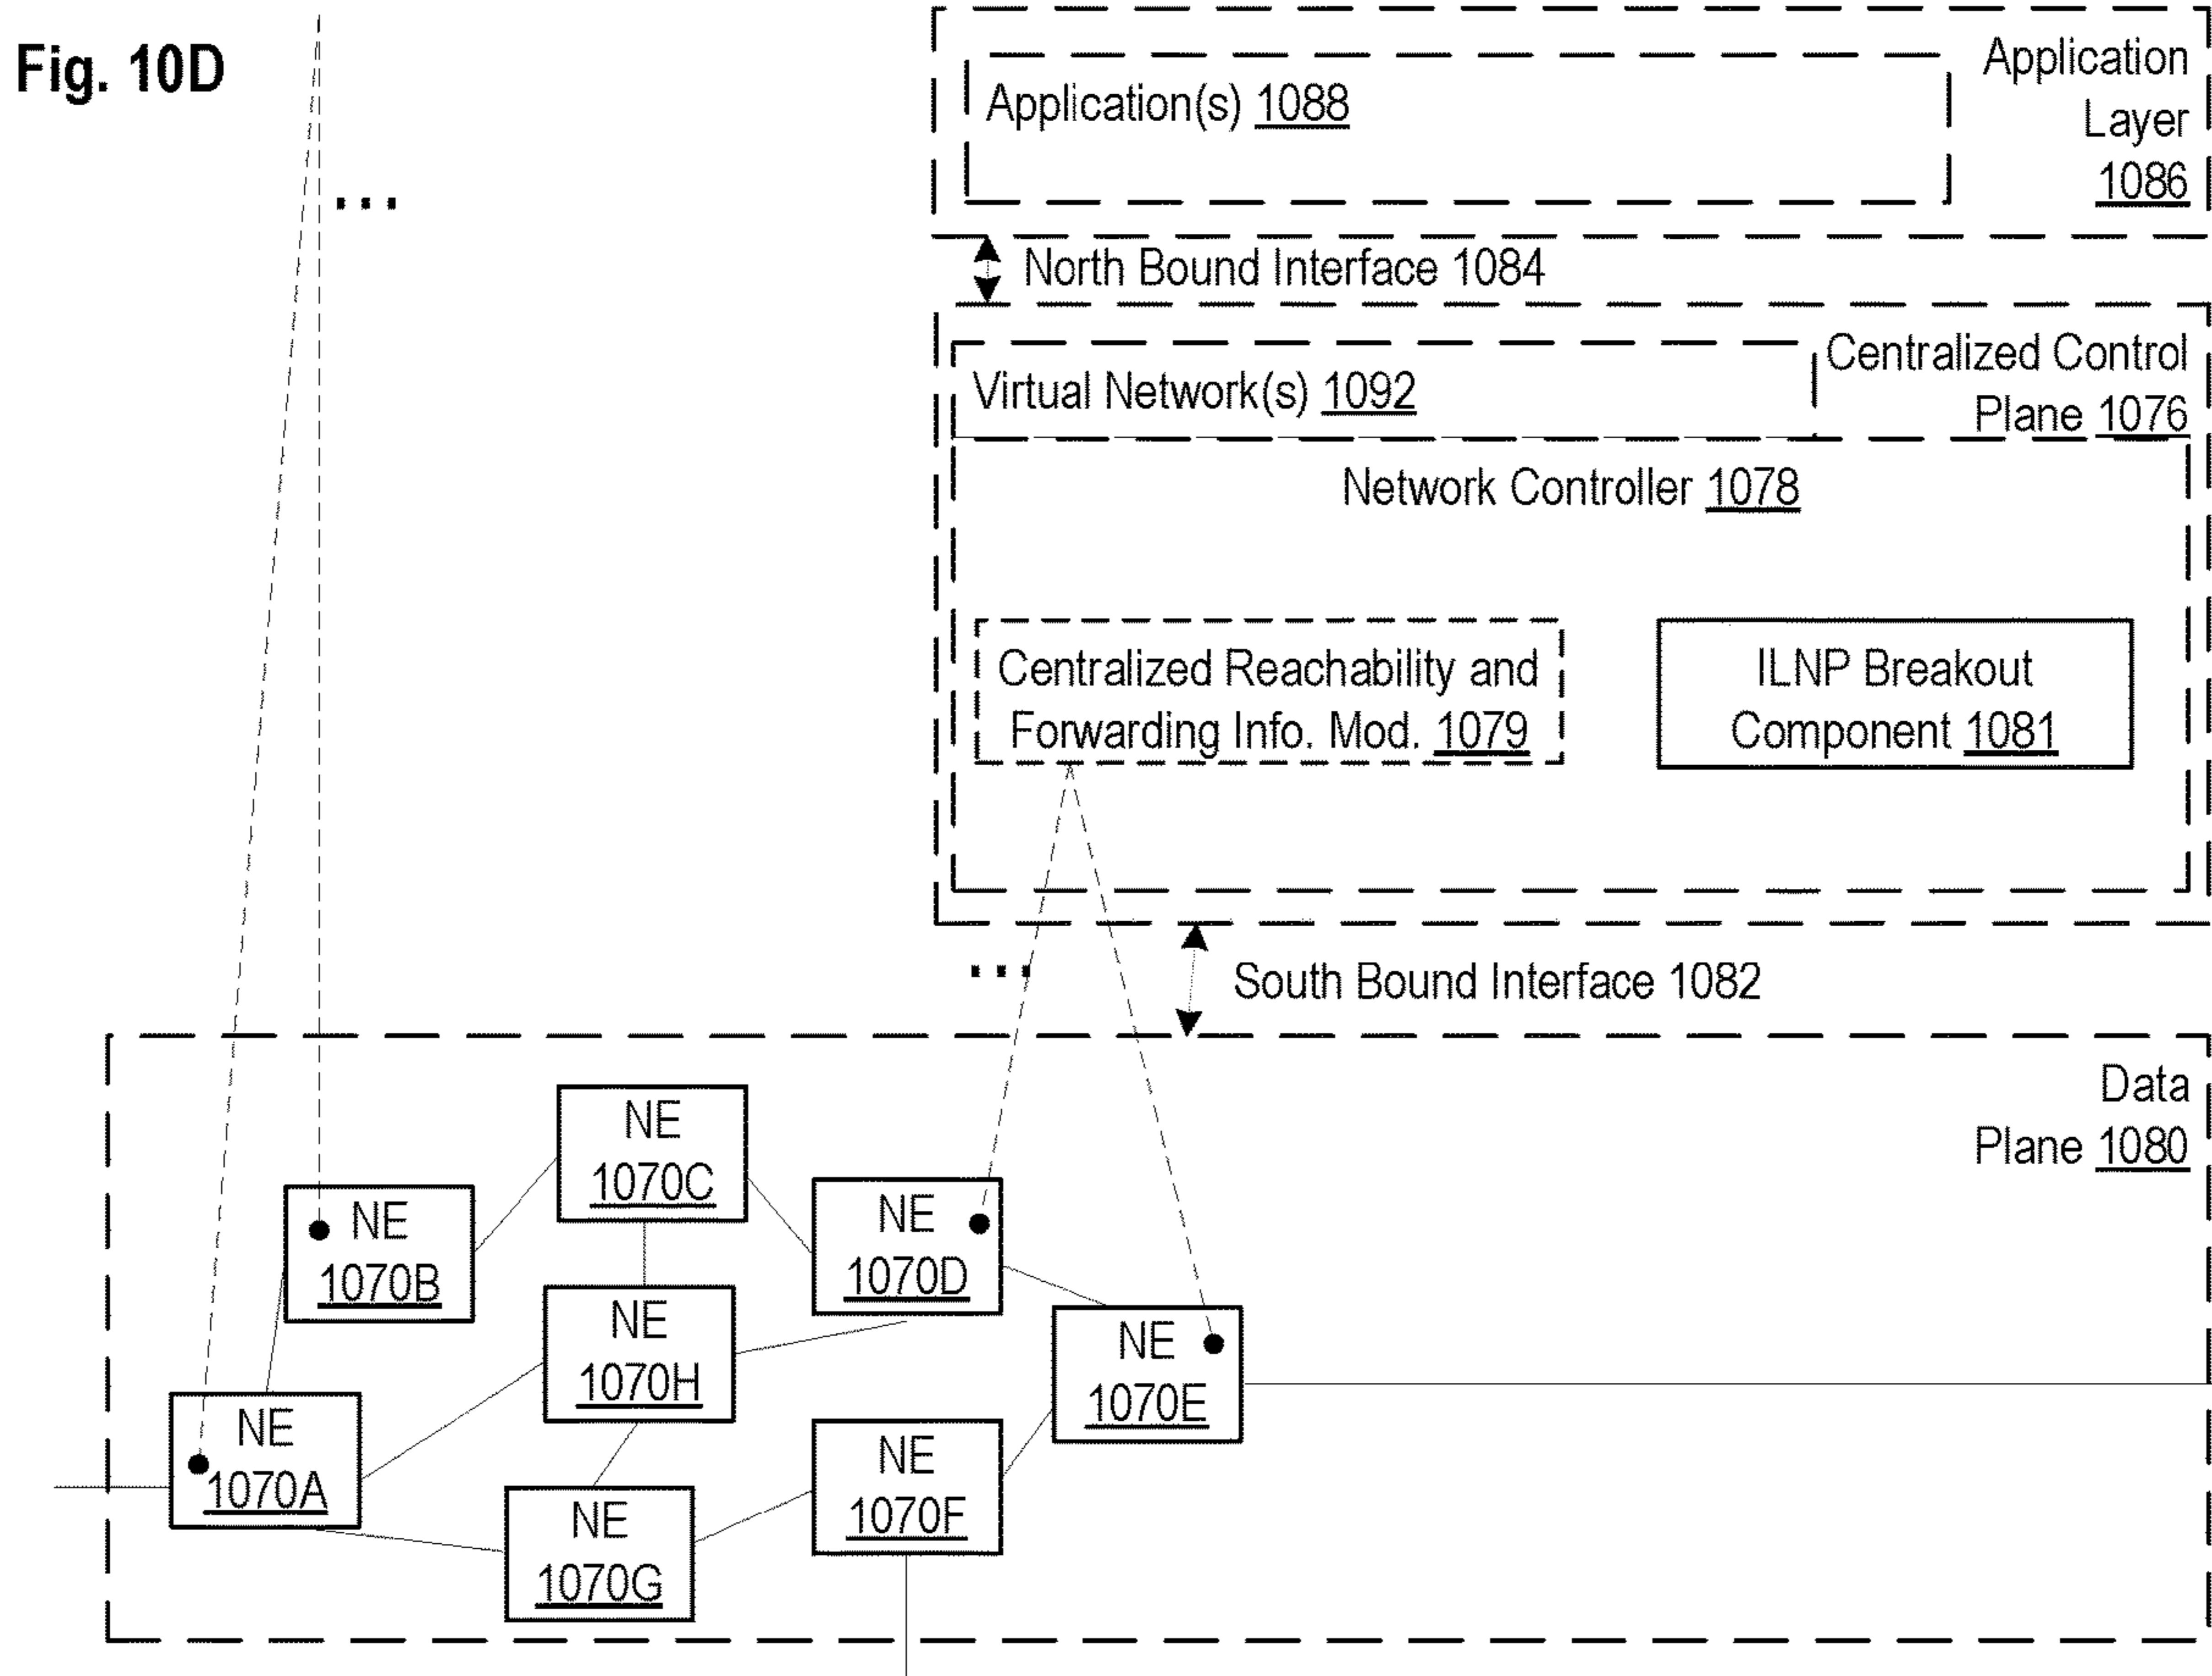 Fig. 10D
...
Application(s) 1088
Application
Layer
1086
North Bound Interface 1084
Virtual Network(s) 1092
Centralized Control
Plane 1076
Network Controller 1078
Centralized Reachability and
Forwarding Info. Mod. 1079
ILNP Breakout
Component 1081
...
South Bound Interface 1082
Data
Plane 1080
NE
1070C
NE
1070B
NE
1070D
NE
1070H
NE
1070E
NE
1070A
NE
1070F
NE
1070G